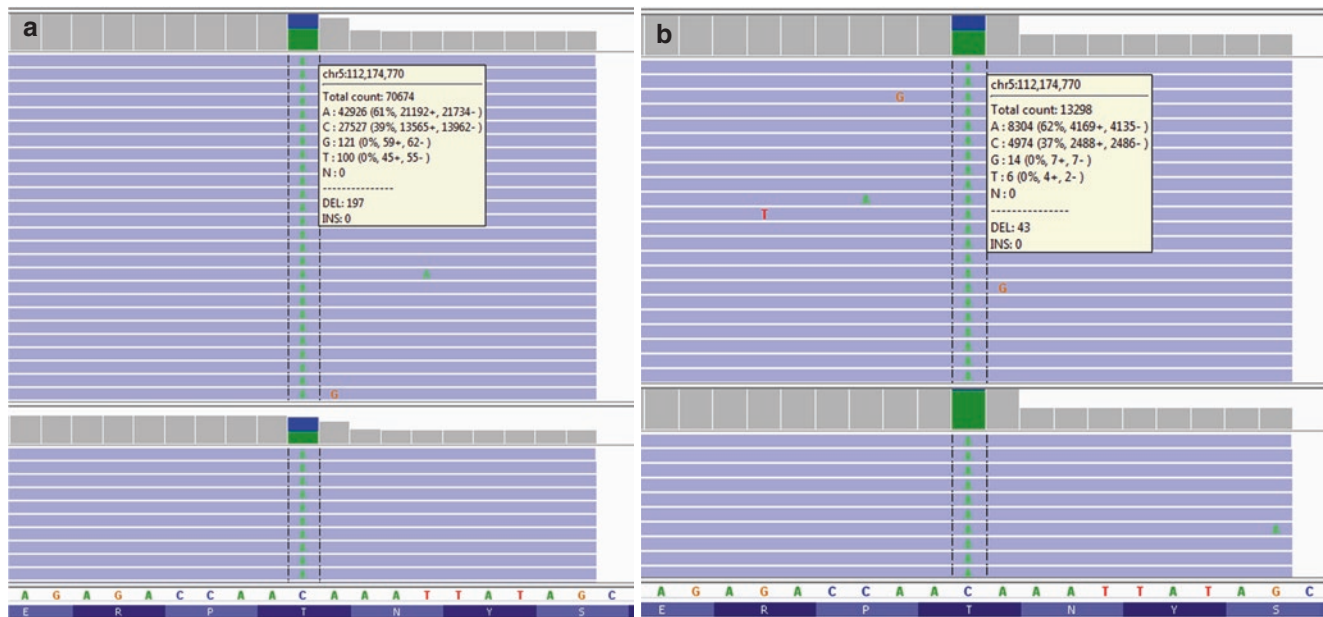 a
chr5:112,174,770
Total count: 70674
A : 42926 (61%, 21192+, 21734- )
C : 27527 (39%, 13565+, 13962- )
G : 121 (0%, 59+, 62- )
T : 100 (0%, 45+, 55- )
N : 0
---------------
DEL: 197
INS: 0
A
G
A G A G A C C A A C A A A T T A T A G C
E R P T N Y S
b
G
chr5:112,174,770
Total count: 13298
A : 8304 (62%, 4169+, 4135- )
C : 4974 (37%, 2488+, 2486- )
G : 14 (0%, 7+, 7- )
T : 6 (0%, 4+, 2- )
N : 0
---------------
DEL: 43
INS: 0
A
T
G
A
A G A G A C C A A C A A A T T A T A G C
E R P T N Y S